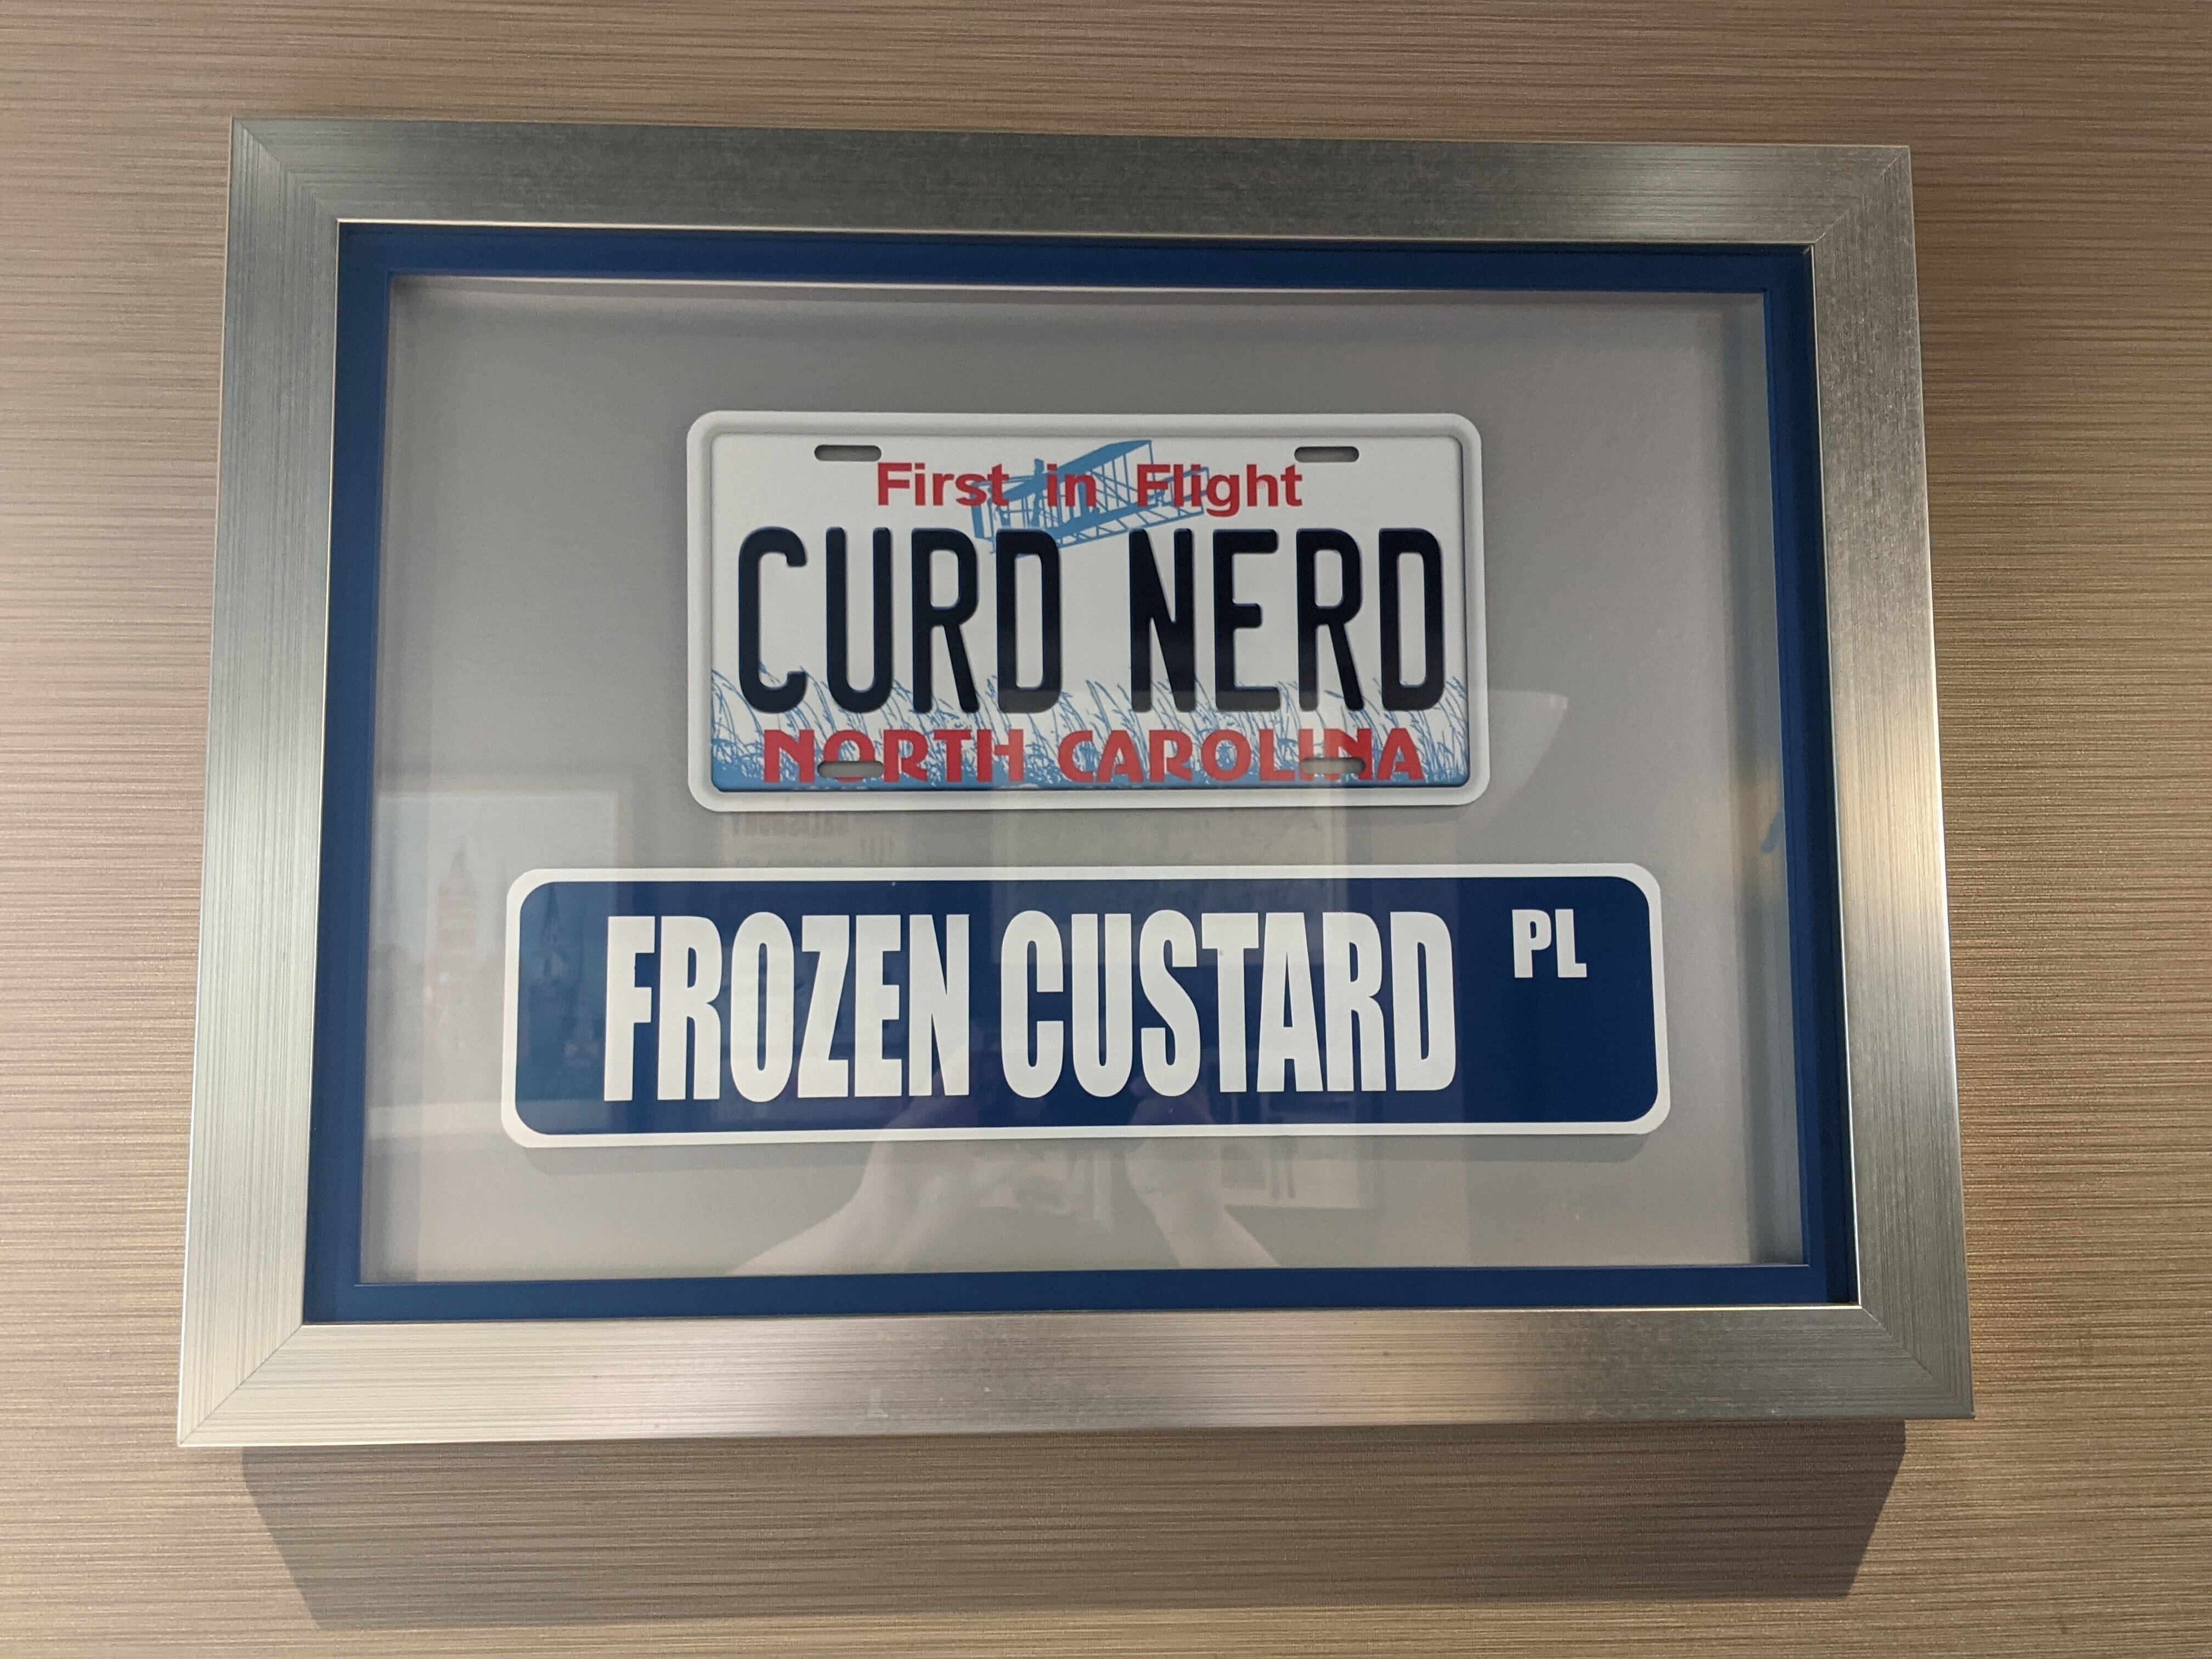 First in Flight
CURD NERD
NORTH CAROLINA
FROZEN CUSTARD PL